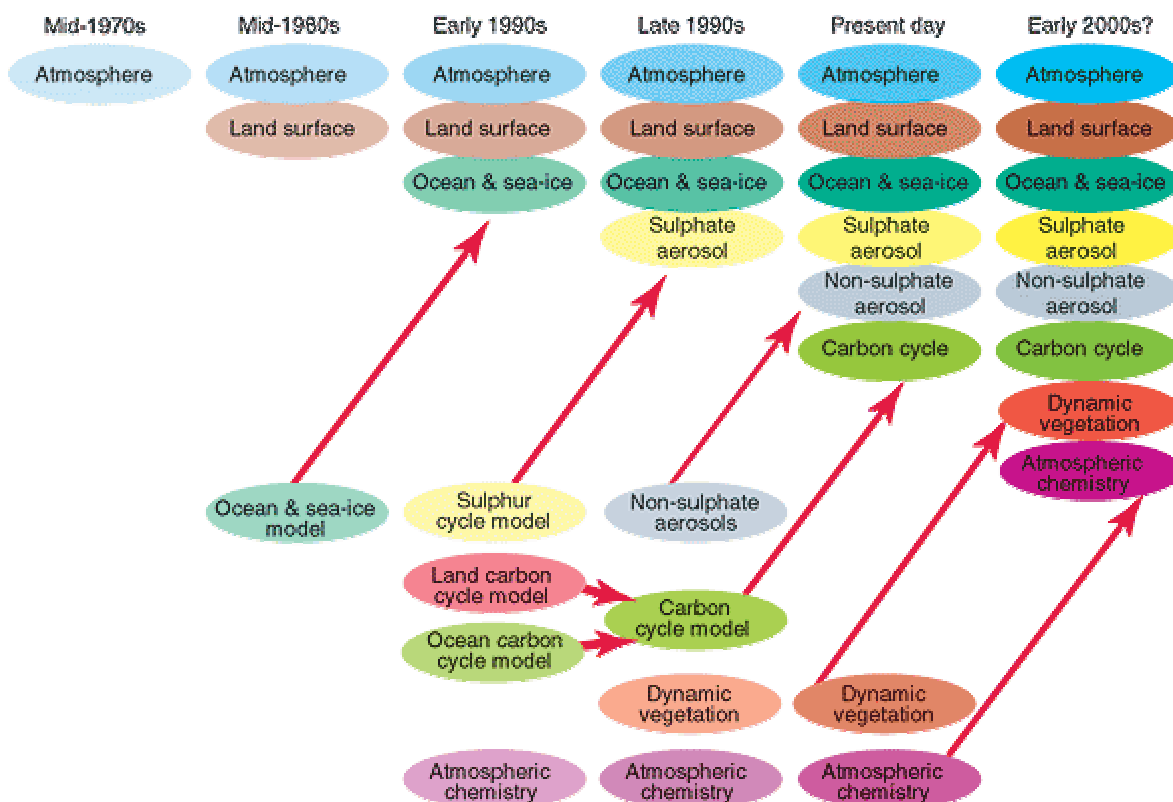 Mid-1970s Mid-1980s Early 1990s Late 1990s Present day Early 2000s?
Atmosphere Atmosphere Atmosphere Atmosphere Atmosphere Atmosphere
Land surface Land surface Land surface Land surface Land surface
Ocean & sea-ice Ocean & sea-ice Ocean & sea-ice Ocean & sea-ice
Sulphate Sulphate Sulphate
aerosol aerosol aerosol
Non-sulphate Non-sulphate
aerosol aerosol
Carbon cycle Carbon cycle
Dynamic
vegetation
Atmospheric
chemistry
Ocean & sea-ice
model
Sulphur
cycle model
Non-sulphate
aerosols
Land carbon
cycle model
Carbon
cycle model
Ocean carbon
cycle model
Dynamic Dynamic
vegetation vegetation
Atmospheric Atmospheric Atmospheric
chemistry chemistry chemistry